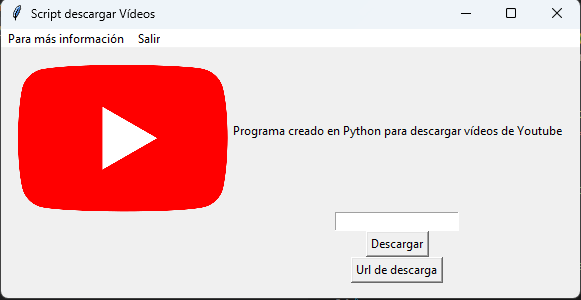 Script descargar Vídeos
Para más información Salir
Programa creado en Python para descargar vídeos de Youtube
Descargar
Url de descarga